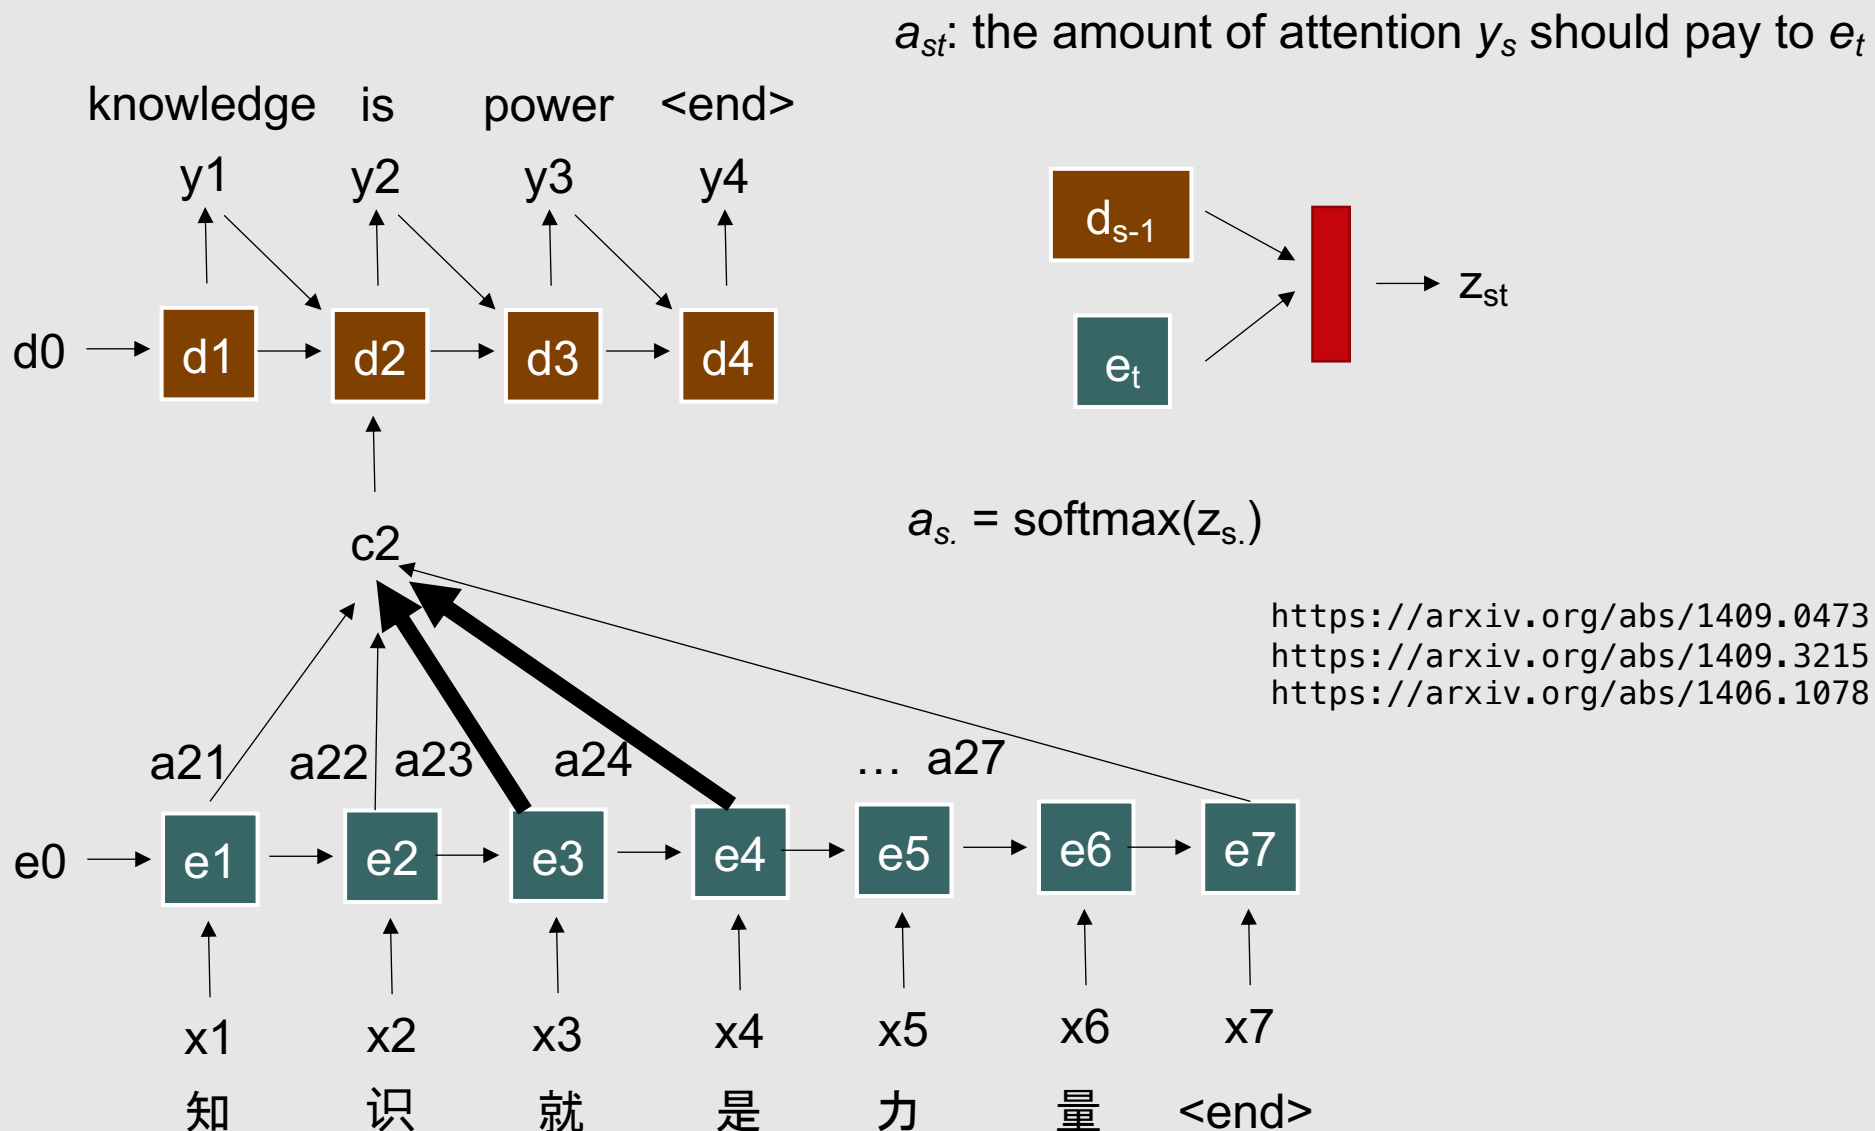 a_st: the amount of attention y_s should pay to e_t
knowledge is power <end>
y1 y2 y3 y4
d0 d1 d2 d3 d4
d_s-1
e_t
z_st
c2
a_s. = softmax(z_s.)
https://arxiv.org/abs/1409.0473
https://arxiv.org/abs/1409.3215
https://arxiv.org/abs/1406.1078
a21 a22 a23 a24 ... a27
e0 e1 e2 e3 e4 e5 e6 e7
x1 x2 x3 x4 x5 x6 x7
知 识 就 是 力 量 <end>